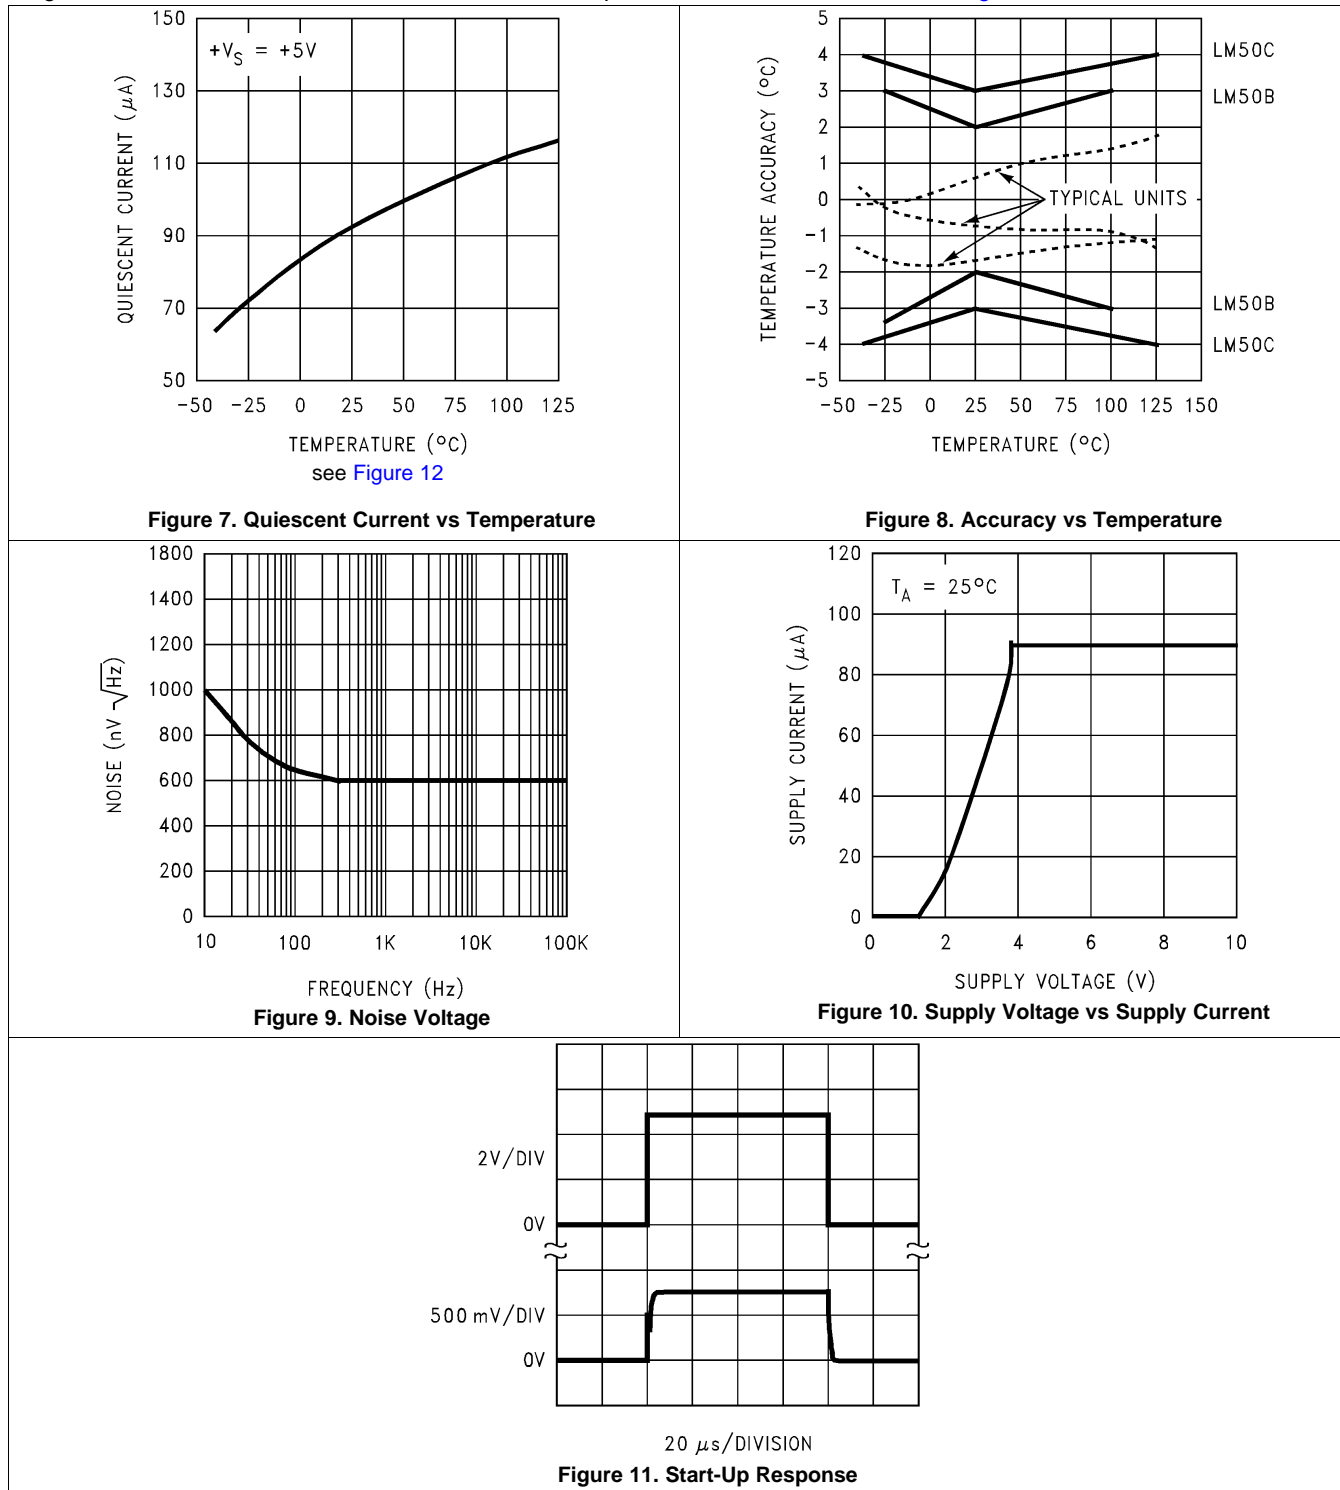 150
+VS = +5V
130
110
90
70
50
QUIESCENT CURRENT (μA)
-50 -25 0 25 50 75 100 125
TEMPERATURE (°C)
see Figure 12
Figure 7. Quiescent Current vs Temperature
5
4
3
2
1
0
-1
-2
-3
-4
-5
TEMPERATURE ACCURACY (°C)
LM50C
LM50B
TYPICAL UNITS
LM50B
LM50C
-50 -25 0 25 50 75 100 125 150
TEMPERATURE (°C)
Figure 8. Accuracy vs Temperature
1800
1400
1200
1000
800
600
400
200
0
NOISE (nV √Hz)
10 100 1K 10K 100K
FREQUENCY (Hz)
Figure 9. Noise Voltage
120
TA = 25°C
100
80
60
40
20
0
SUPPLY CURRENT (μA)
0 2 4 6 8 10
SUPPLY VOLTAGE (V)
Figure 10. Supply Voltage vs Supply Current
2V/DIV
0V
500 mV/DIV
0V
20 μs/DIVISION
Figure 11. Start-Up Response